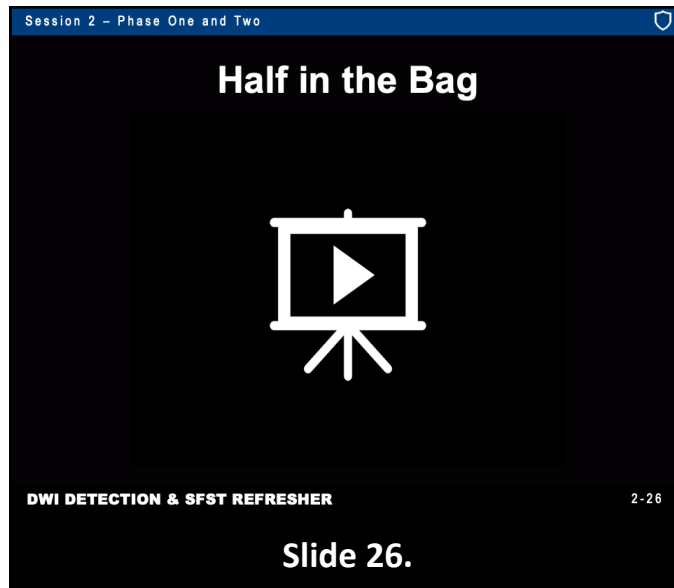 Session 2 – Phase One and Two
Half in the Bag
DWI DETECTION & SFST REFRESHER
2-26
Slide 26.